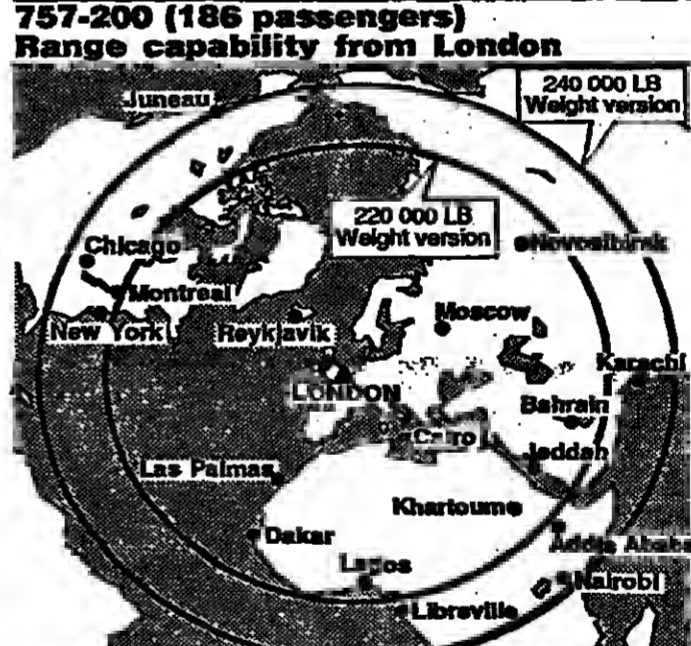 757-200 (186 passengers)
Range capability from London
240 000 LB
Weight version
Juneau
220 000 LB
Weight version
Novosibirsk
Chicago
Montreal
New York
Reykjavik
Moscow
Karachi
LONDON
Bahrain
Cairo
Jeddah
Las Palmas
Khartoum
Dakar
Addis Ababa
Lagos
Nairobi
Libreville